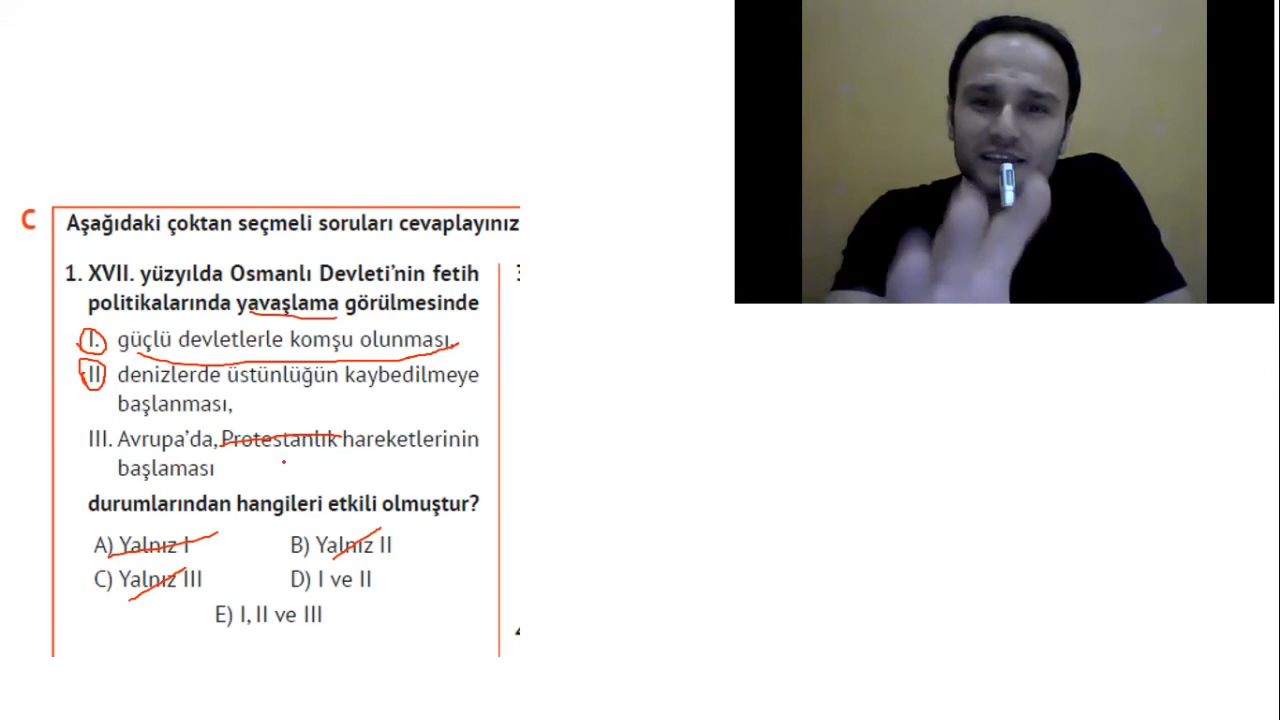 C
Aşağıdaki çoktan seçmeli soruları cevaplayınız
1. XVII. yüzyılda Osmanlı Devleti'nin fetih
politikalarında yavaşlama görülmesinde
I. güçlü devletlerle komşu olunması,
II. denizlerde üstünlüğün kaybedilmeye
başlanması,
III. Avrupa'da, Protestanlık hareketlerinin
başlaması
durumlarından hangileri etkili olmuştur?
A) Yalnız I
B) Yalnız II
C) Yalnız III
D) I ve II
E) I, II ve III